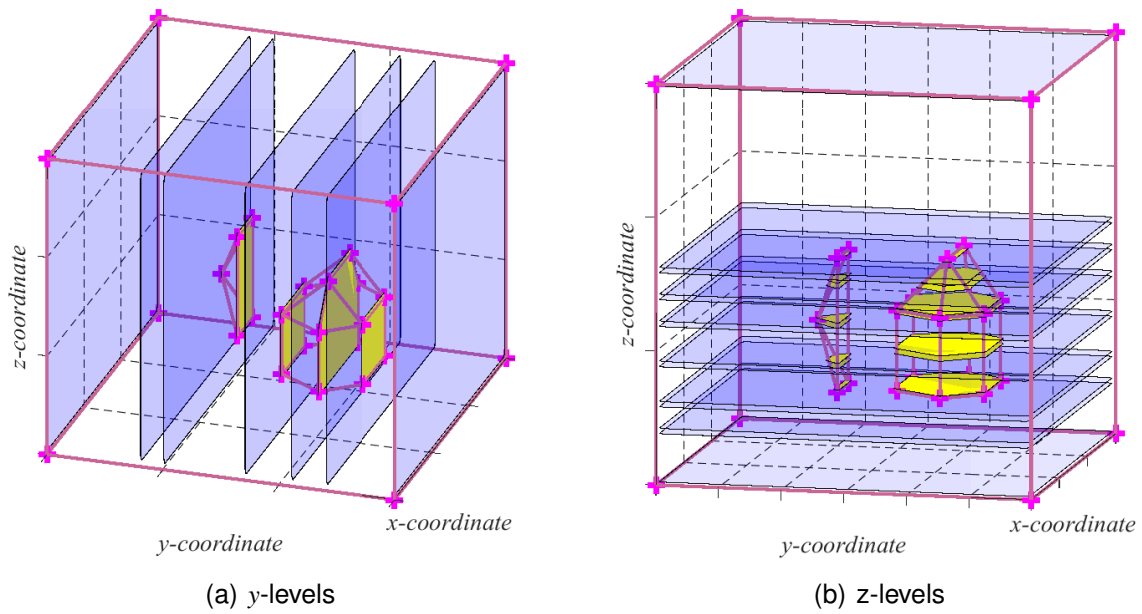 z-coordinate
x-coordinate
y-coordinate
(a) y-levels
z-coordinate
x-coordinate
y-coordinate
(b) z-levels